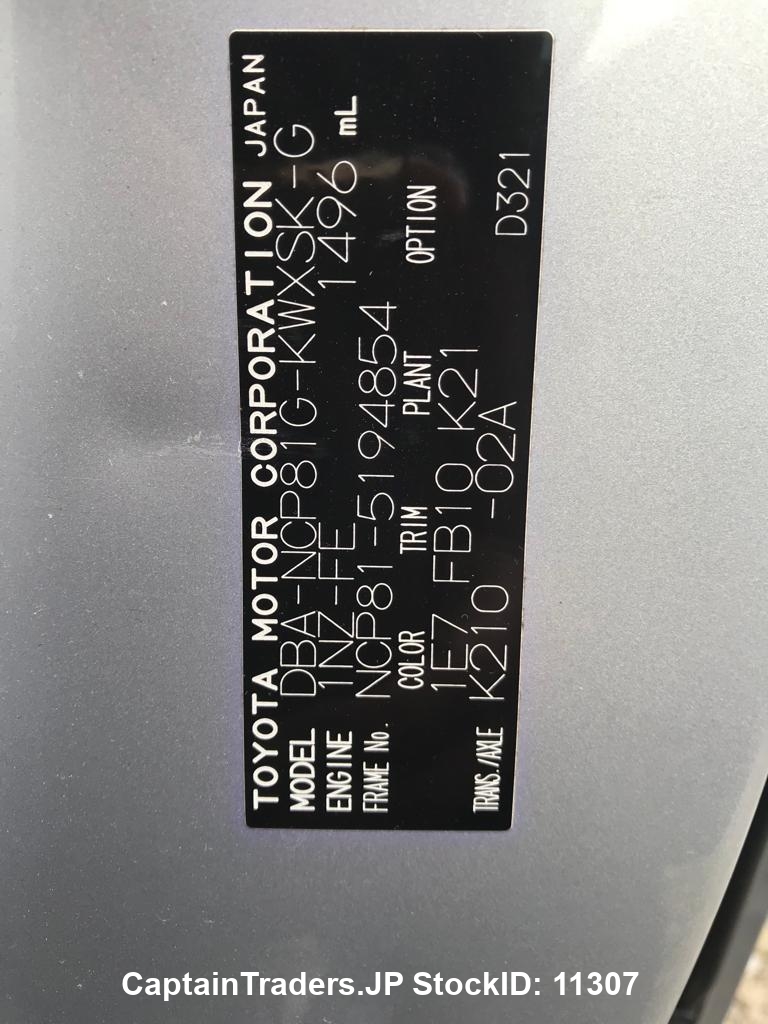 TOYOTA MOTOR CORPORATION JAPAN
MODEL DBA-NCP81G-KWXSK-G
ENGINE 1NZ-FE 1496 mL
FRAME No. NCP81-5194854
COLOR TRIM PLANT OPTION
1E7 FB10 K21
TRANS./AXLE K210 -02A D321
CaptainTraders.JP StockID: 11307